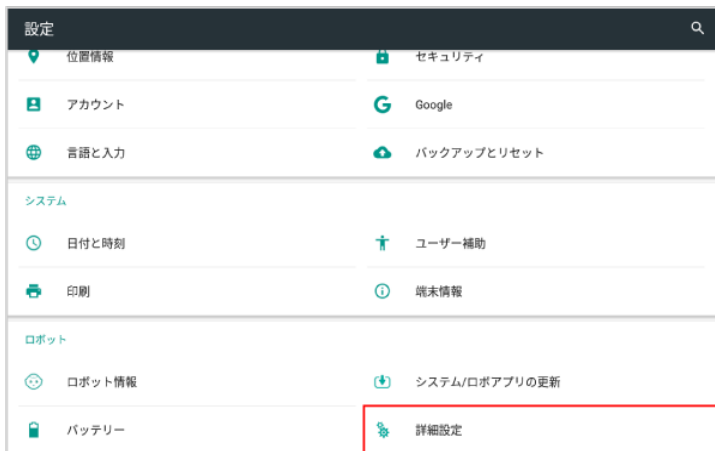 設定
位置情報
セキュリティ
アカウント
Google
言語と入力
バックアップとリセット
システム
日付と時刻
ユーザー補助
印刷
端末情報
ロボット
ロボット情報
システム/ロボアプリの更新
バッテリー
詳細設定